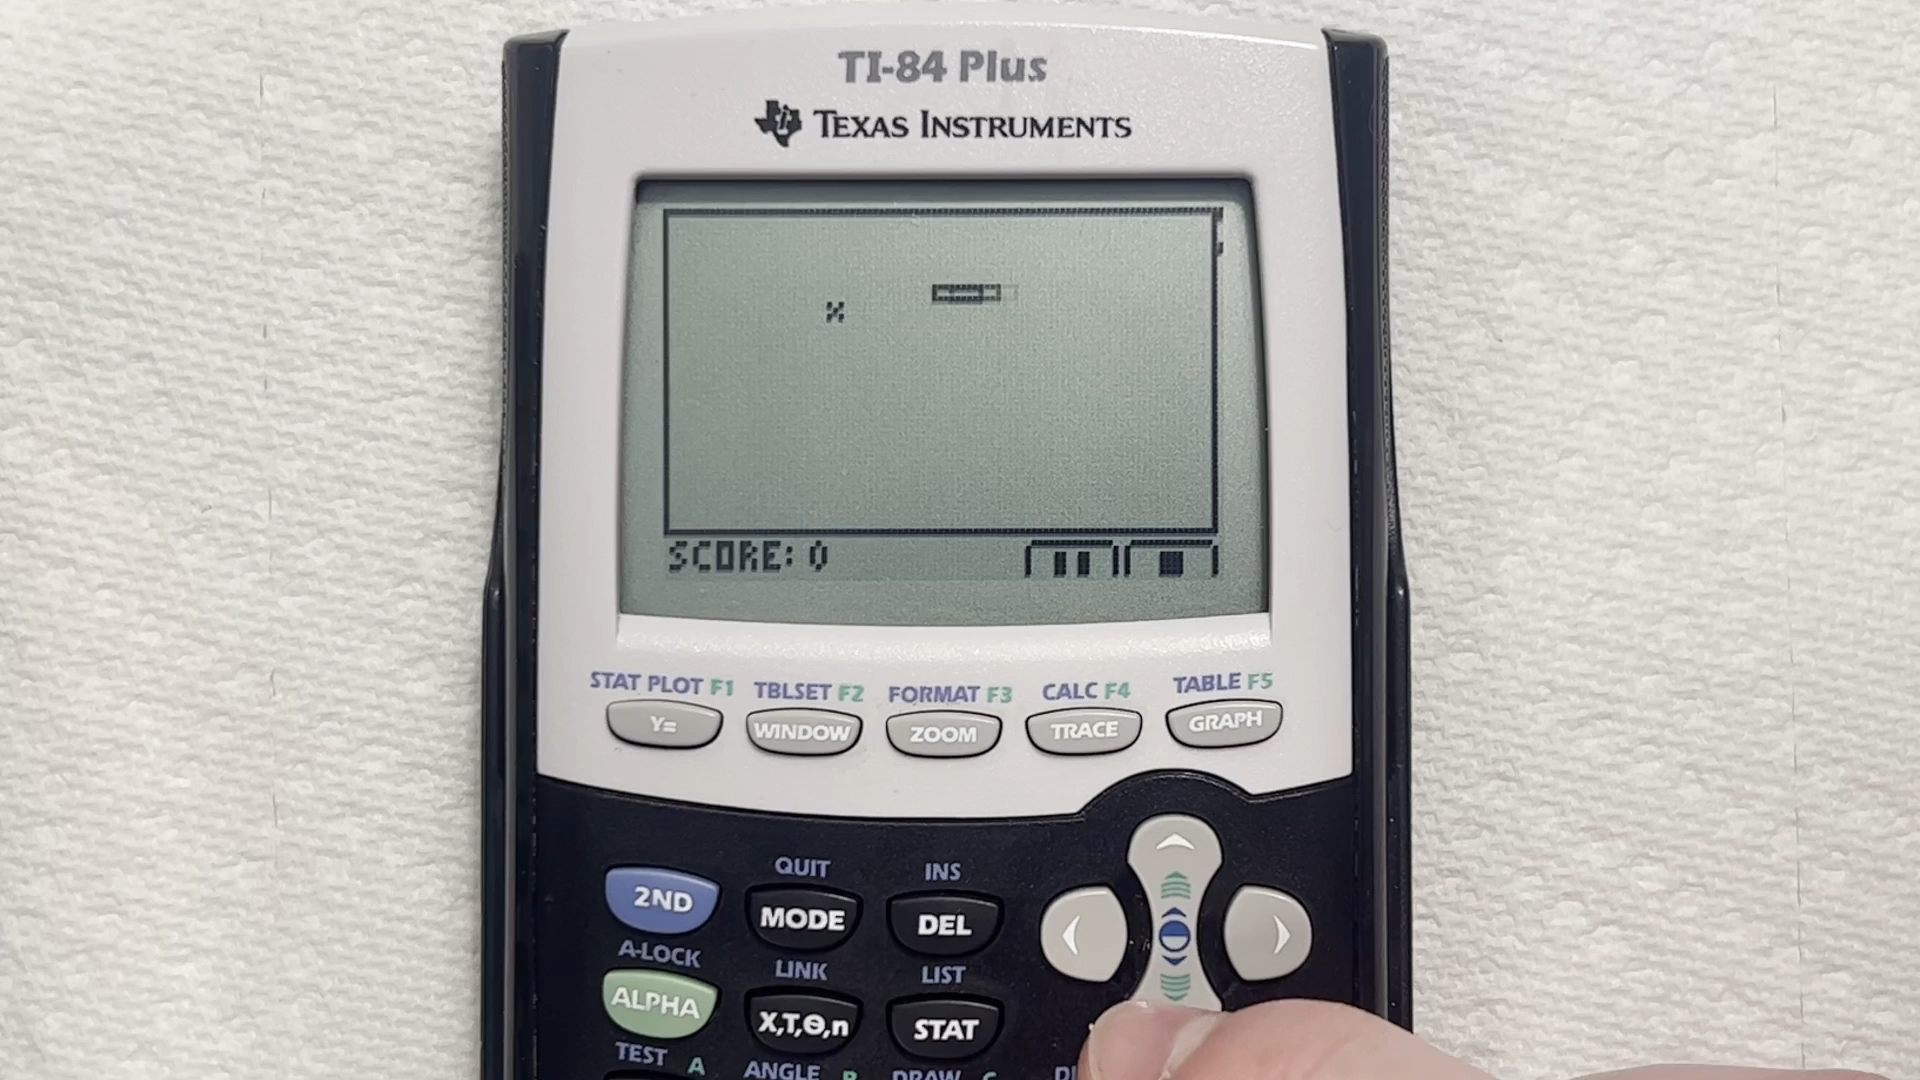 TI-84 Plus
TEXAS INSTRUMENTS
SCORE: 0
STAT PLOT F1 TBLSET F2 FORMAT F3 CALC F4 TABLE F5
Y= WINDOW ZOOM TRACE GRAPH
QUIT INS
2ND MODE DEL
A-LOCK LINK LIST
ALPHA X,T,Θ,n STAT
TEST A ANGLE B DRAW C